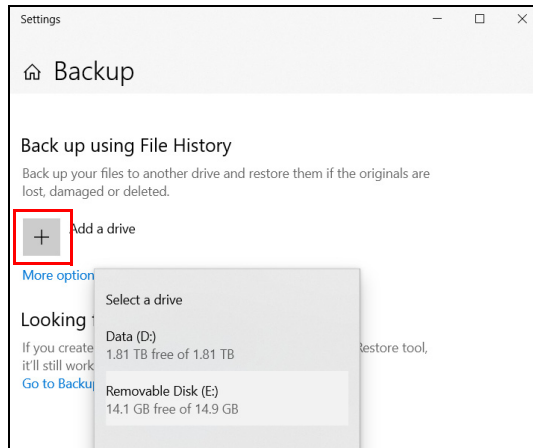 Settings
Backup
Back up using File History
Back up your files to another drive and restore them if the originals are
lost, damaged or deleted.
Add a drive
More option
Select a drive
Looking
Data (D:)
1.81 TB free of 1.81 TB
If you create
Restore tool,
it'll still work
Go to Backu
Removable Disk (E:)
14.1 GB free of 14.9 GB